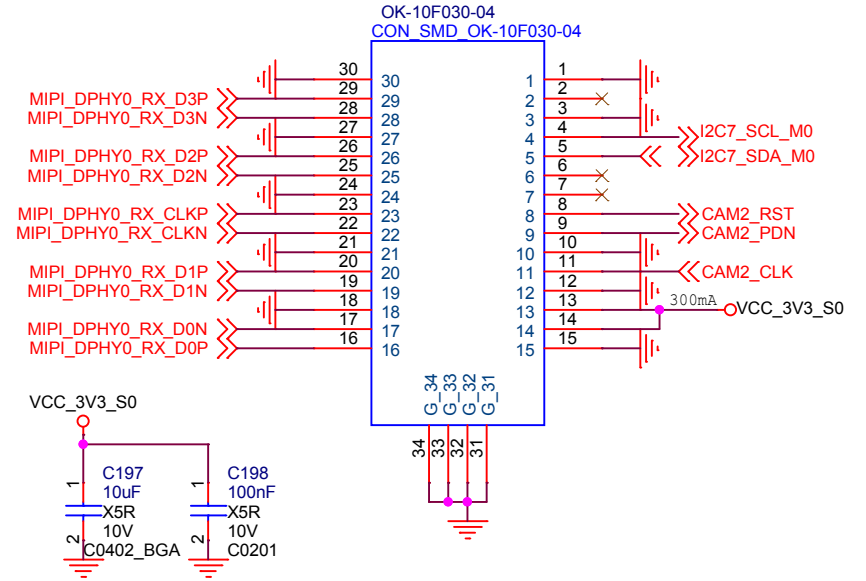 OK-10F030-04
CON_SMD_OK-10F030-04
30 30 1 1
MIPI_DPHY0_RX_D3P 29 29 2 2
MIPI_DPHY0_RX_D3N 28 28 3 3
27 27 4 4 I2C7_SCL_M0
MIPI_DPHY0_RX_D2P 26 26 5 5 I2C7_SDA_M0
MIPI_DPHY0_RX_D2N 25 25 6 6
24 24 7 7
MIPI_DPHY0_RX_CLKP 23 23 8 8 CAM2_RST
MIPI_DPHY0_RX_CLKN 22 22 9 9 CAM2_PDN
21 21 10 10
MIPI_DPHY0_RX_D1P 20 20 11 11 CAM2_CLK
MIPI_DPHY0_RX_D1N 19 19 12 12
18 18 13 13 300mA VCC_3V3_S0
MIPI_DPHY0_RX_D0N 17 17 14 14
MIPI_DPHY0_RX_D0P 16 16 15 15
G_34 G_33 G_32 G_31
34 33 32 31
VCC_3V3_S0
C197
1
10uF
X5R
10V
2
C0402_BGA
C198
1
100nF
X5R
10V
2
C0201